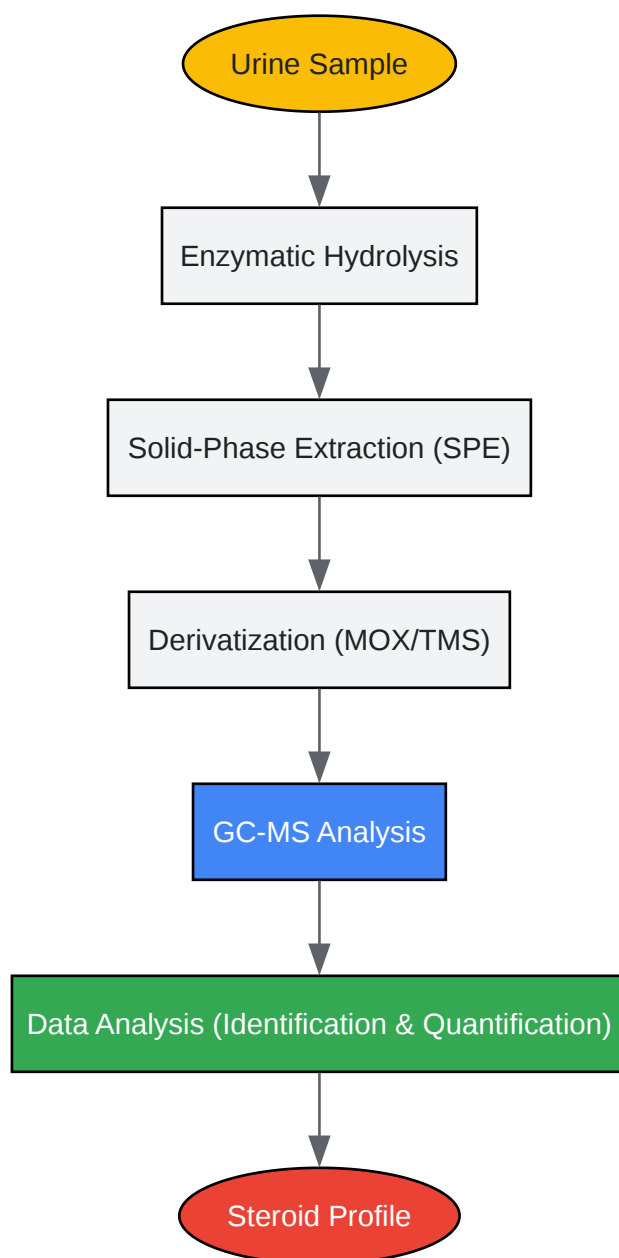 Urine Sample
Enzymatic Hydrolysis
Solid-Phase Extraction (SPE)
Derivatization (MOX/TMS)
GC-MS Analysis
Data Analysis (Identification & Quantification)
Steroid Profile